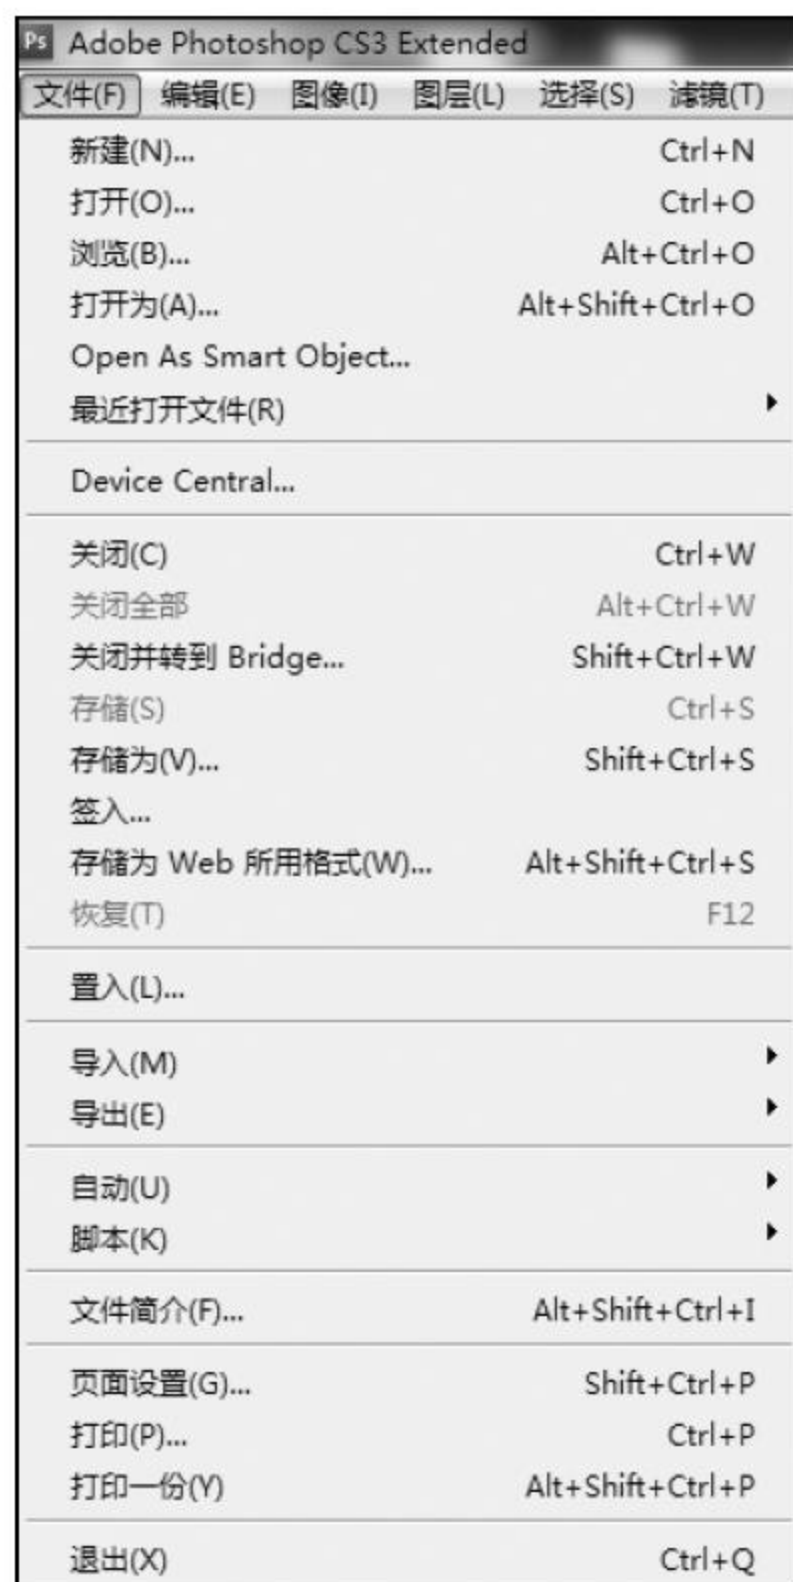 Ps Adobe Photoshop CS3 Extended
文件(F) 编辑(E) 图像(I) 图层(L) 选择(S) 滤镜(T)
新建(N)... Ctrl+N
打开(O)... Ctrl+O
浏览(B)... Alt+Ctrl+O
打开为(A)... Alt+Shift+Ctrl+O
Open As Smart Object...
最近打开文件(R)
Device Central...
关闭(C) Ctrl+W
关闭全部 Alt+Ctrl+W
关闭并转到 Bridge... Shift+Ctrl+W
存储(S) Ctrl+S
存储为(V)... Shift+Ctrl+S
签入...
存储为 Web 所用格式(W)... Alt+Shift+Ctrl+S
恢复(T) F12
置入(L)...
导入(M)
导出(E)
自动(U)
脚本(K)
文件简介(F)... Alt+Shift+Ctrl+I
页面设置(G)... Shift+Ctrl+P
打印(P)... Ctrl+P
打印一份(Y) Alt+Shift+Ctrl+P
退出(X) Ctrl+Q